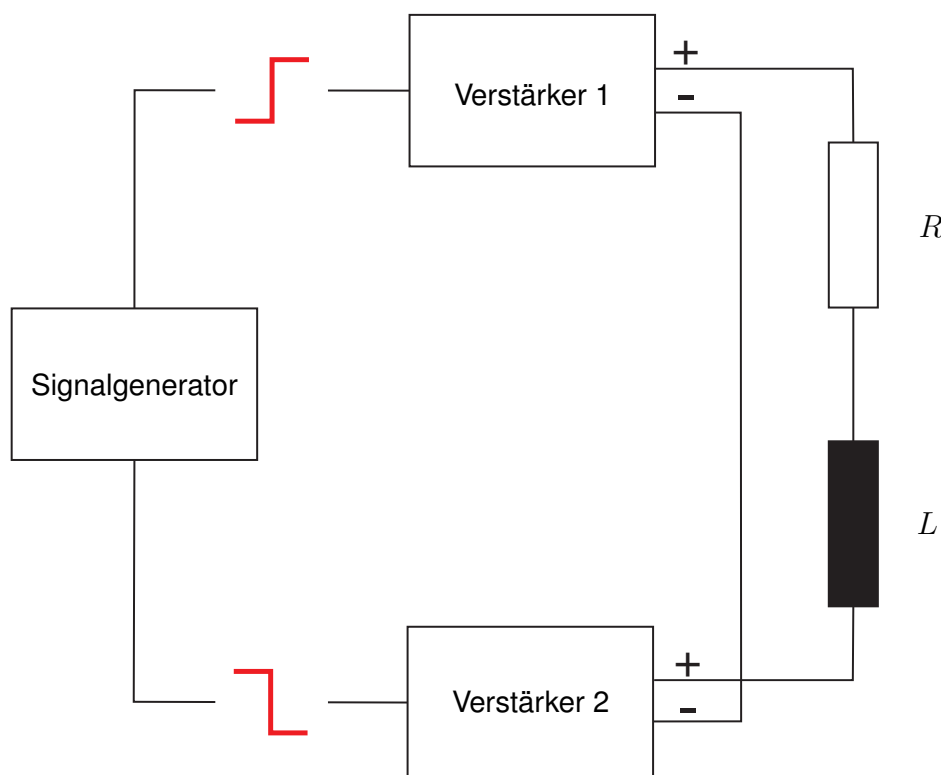 Verstärker 1
+
-
R
Signalgenerator
L
Verstärker 2
+
-